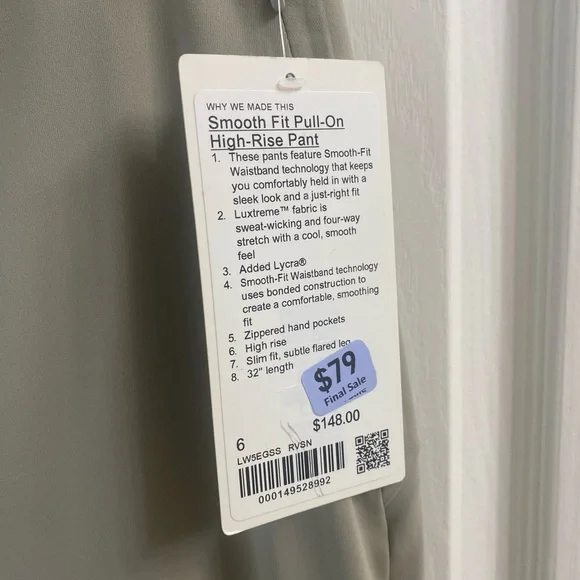 WHY WE MADE THIS
Smooth Fit Pull-On
High-Rise Pant
1. These pants feature Smooth-Fit
Waistband technology that keeps
you comfortably held in with a
sleek look and a just-right fit
2. Luxtreme™ fabric is
sweat-wicking and four-way
stretch with a cool, smooth
feel
3. Added Lycra®
4. Smooth-Fit Waistband technology
uses bonded construction to
create a comfortable, smoothing
fit
5. Zippered hand pockets
6. High rise
7. Slim fit, subtle flared leg
8. 32" length
$79
Final Sale
$148.00
6
LW5EGSS RVSN
000149528992